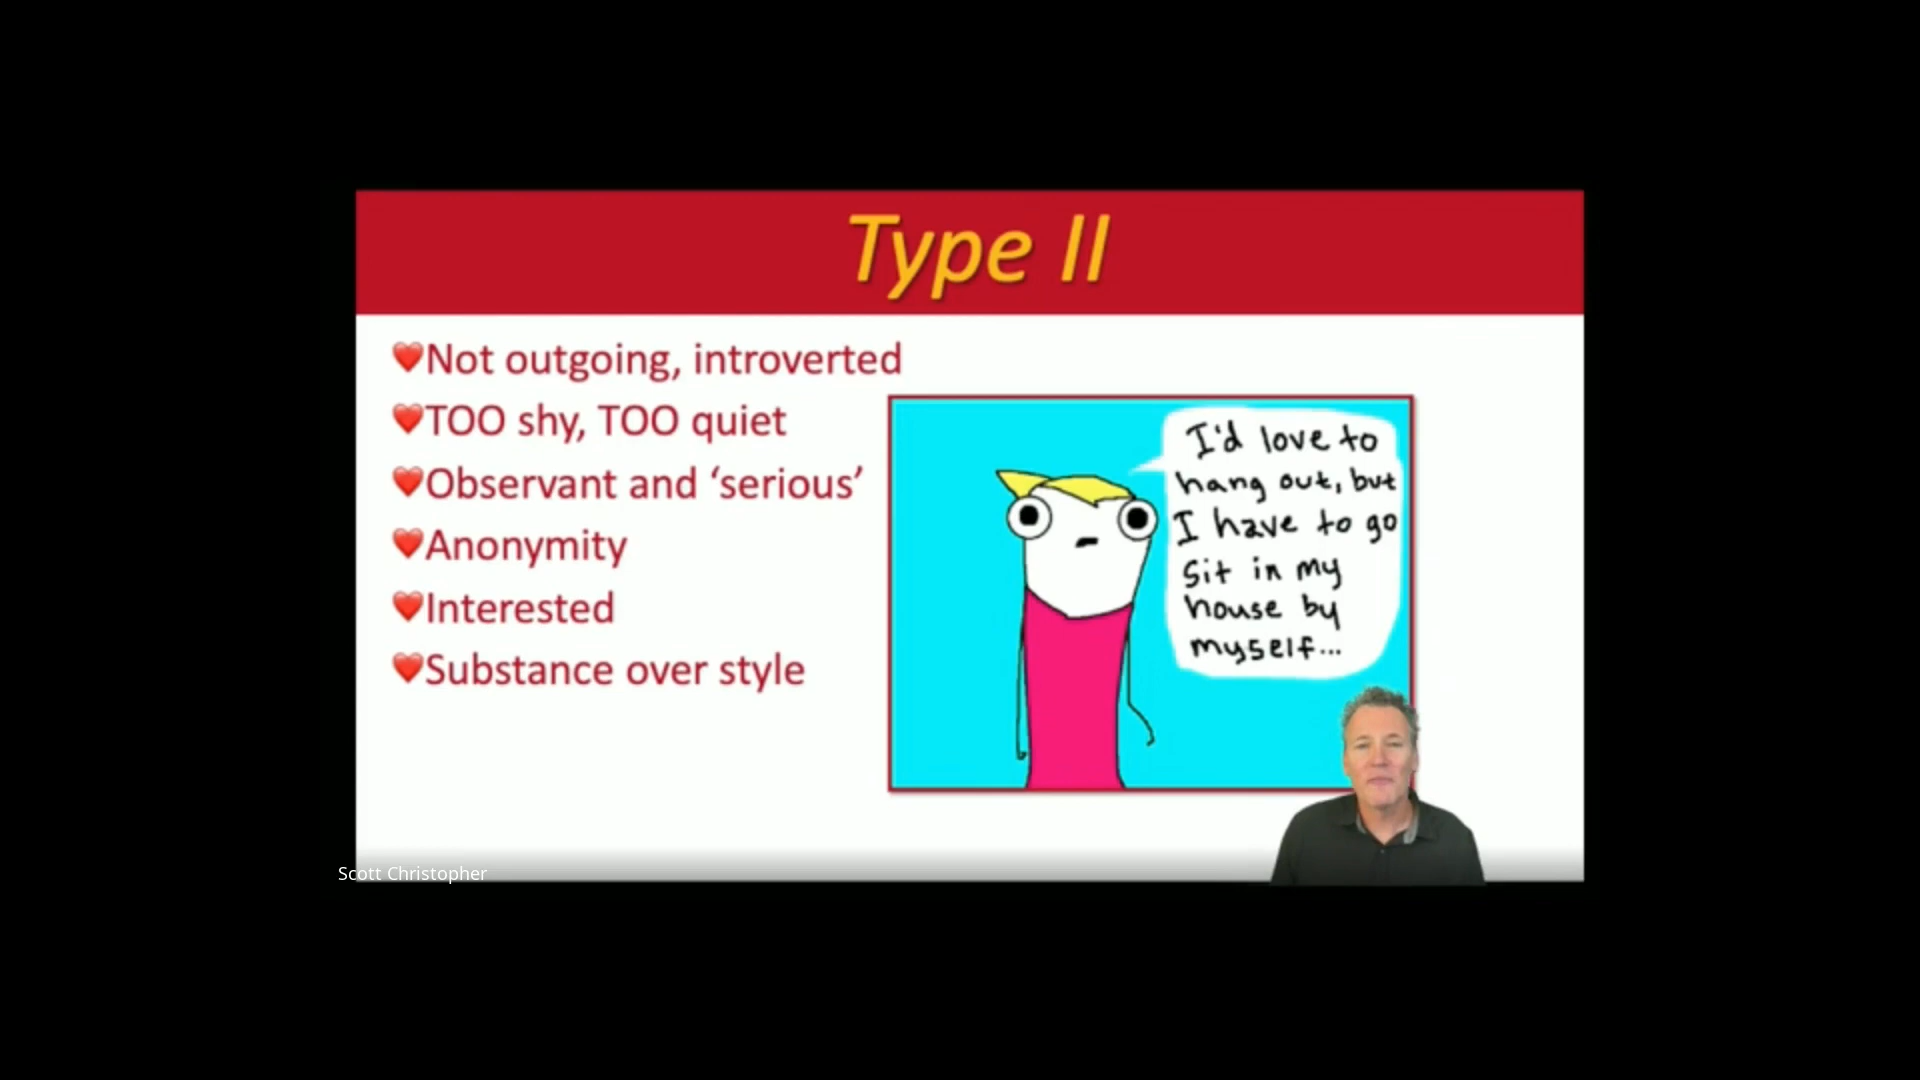 Type II
❤Not outgoing, introverted
❤TOO shy, TOO quiet
❤Observant and ‘serious’
❤Anonymity
❤Interested
❤Substance over style
I'd love to
hang out, but
I have to go
sit in my
house by
myself...
Scott Christopher